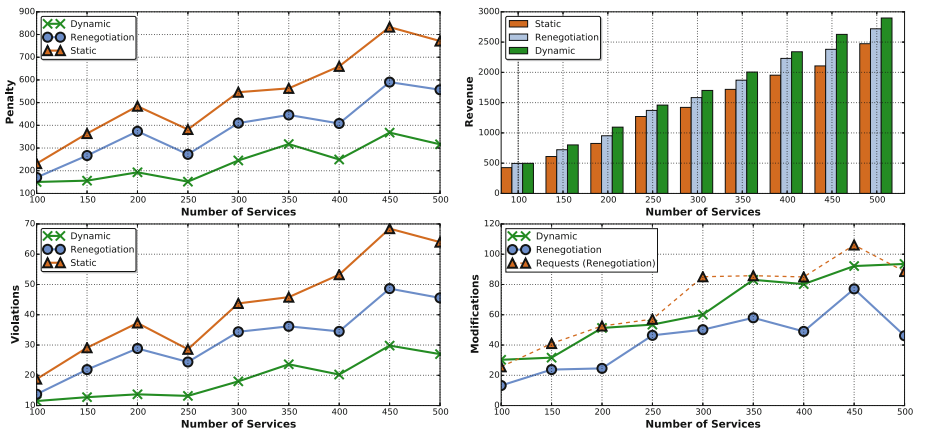 900
800
700
600
500
400
300
200
100
Penalty
Dynamic
Renegotiation
Static
100 150 200 250 300 350 400 450 500
Number of Services
3000
2500
2000
1500
1000
500
0
Revenue
Static
Renegotiation
Dynamic
100 150 200 250 300 350 400 450 500
Number of Services
70
60
50
40
30
20
10
Violations
Dynamic
Renegotiation
Static
100 150 200 250 300 350 400 450 500
Number of Services
120
100
80
60
40
20
0
Modifications
Dynamic
Renegotiation
Requests (Renegotiation)
100 150 200 250 300 350 400 450 500
Number of Services